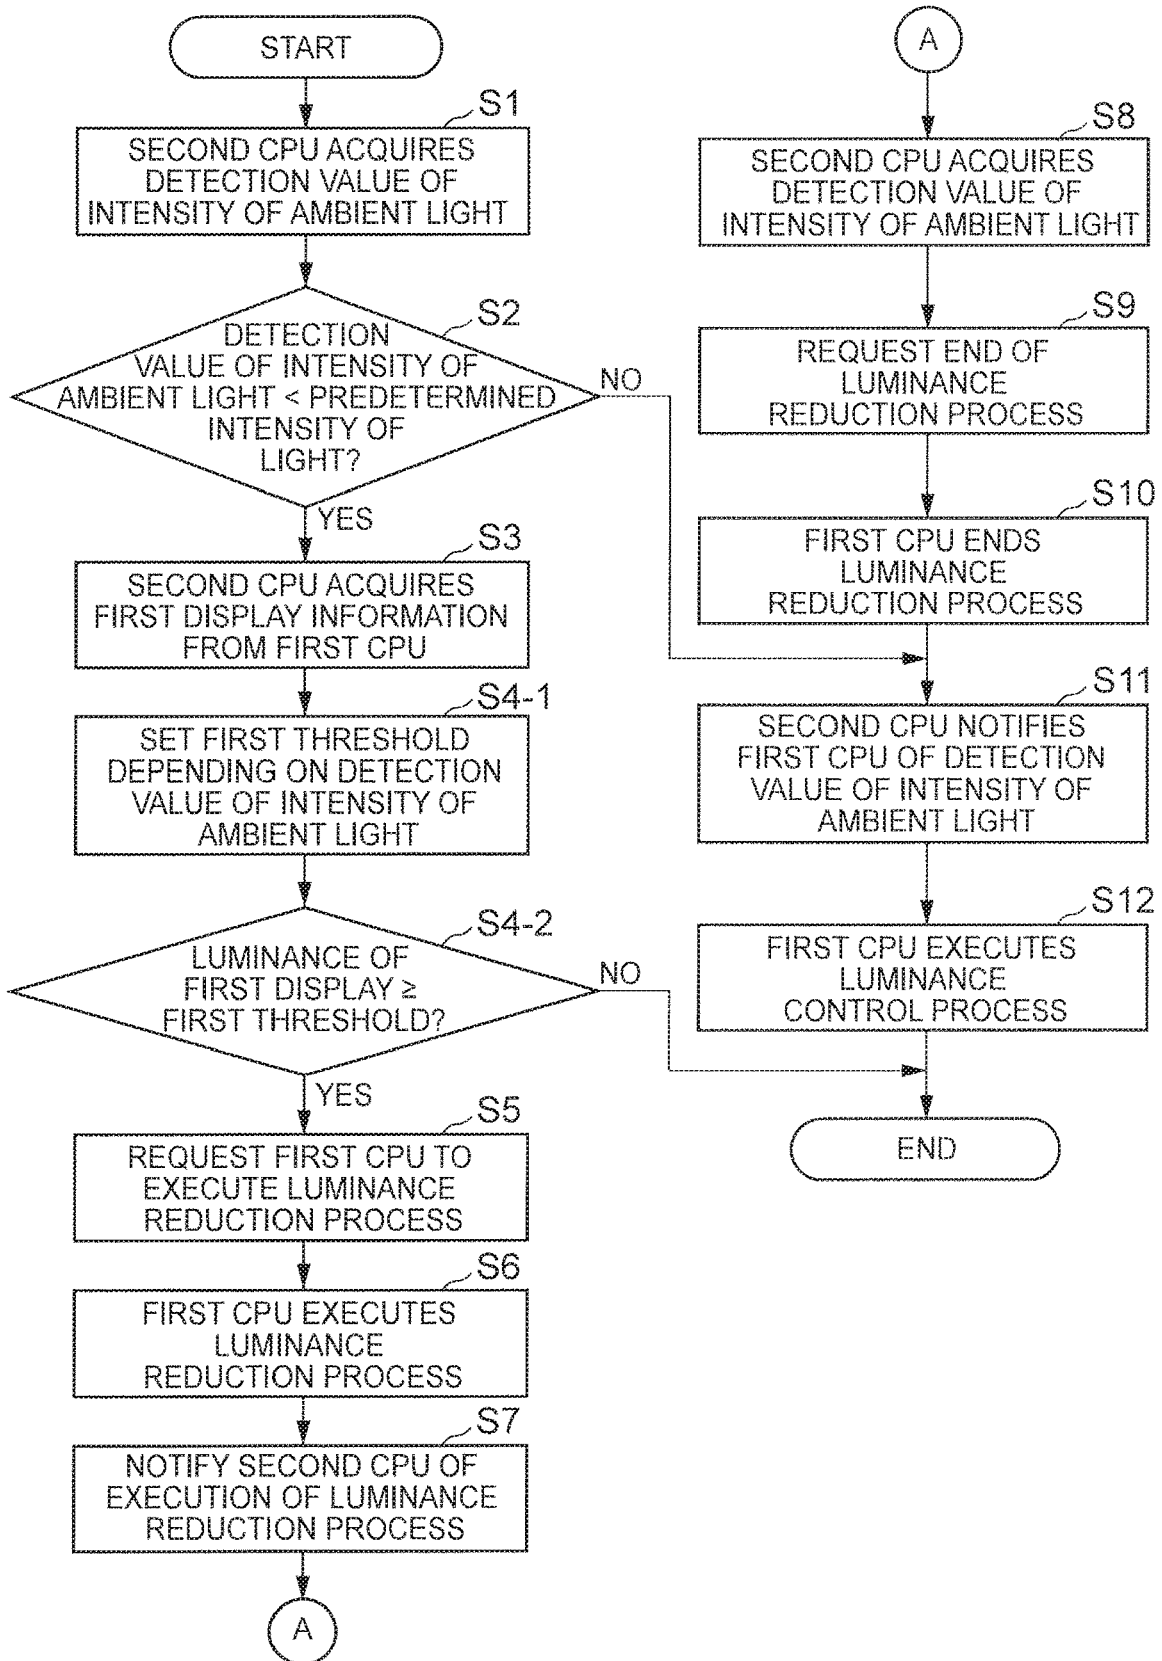 START
S1
SECOND CPU ACQUIRES
DETECTION VALUE OF
INTENSITY OF AMBIENT LIGHT
S2
DETECTION
VALUE OF INTENSITY OF
AMBIENT LIGHT < PREDETERMINED
INTENSITY OF
LIGHT?
NO
YES
S3
SECOND CPU ACQUIRES
FIRST DISPLAY INFORMATION
FROM FIRST CPU
S4-1
SET FIRST THRESHOLD
DEPENDING ON DETECTION
VALUE OF INTENSITY OF
AMBIENT LIGHT
S4-2
LUMINANCE OF
FIRST DISPLAY ≥
FIRST THRESHOLD?
NO
YES
S5
REQUEST FIRST CPU TO
EXECUTE LUMINANCE
REDUCTION PROCESS
S6
FIRST CPU EXECUTES
LUMINANCE
REDUCTION PROCESS
S7
NOTIFY SECOND CPU OF
EXECUTION OF LUMINANCE
REDUCTION PROCESS
A
A
S8
SECOND CPU ACQUIRES
DETECTION VALUE OF
INTENSITY OF AMBIENT LIGHT
S9
REQUEST END OF
LUMINANCE
REDUCTION PROCESS
S10
FIRST CPU ENDS
LUMINANCE
REDUCTION PROCESS
S11
SECOND CPU NOTIFIES
FIRST CPU OF DETECTION
VALUE OF INTENSITY OF
AMBIENT LIGHT
S12
FIRST CPU EXECUTES
LUMINANCE
CONTROL PROCESS
END